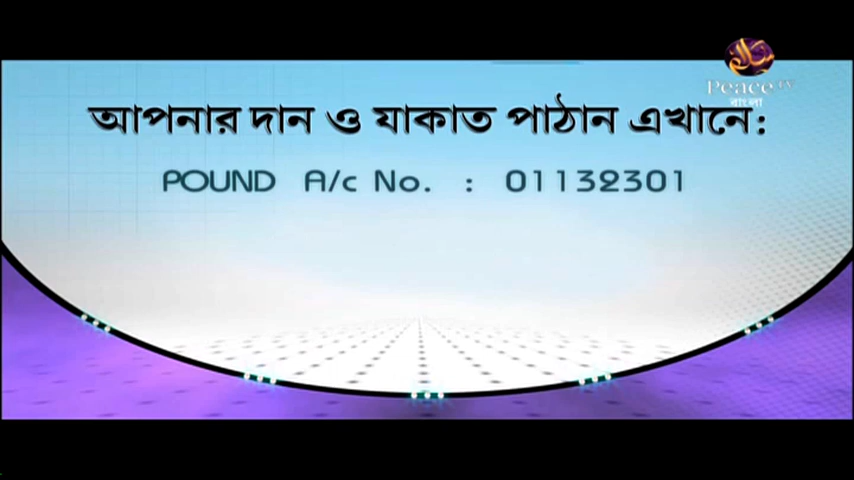 Peace TV
বাংলা
আপনার দান ও যাকাত পাঠান এখানে:
POUND A/c No. : 01132301